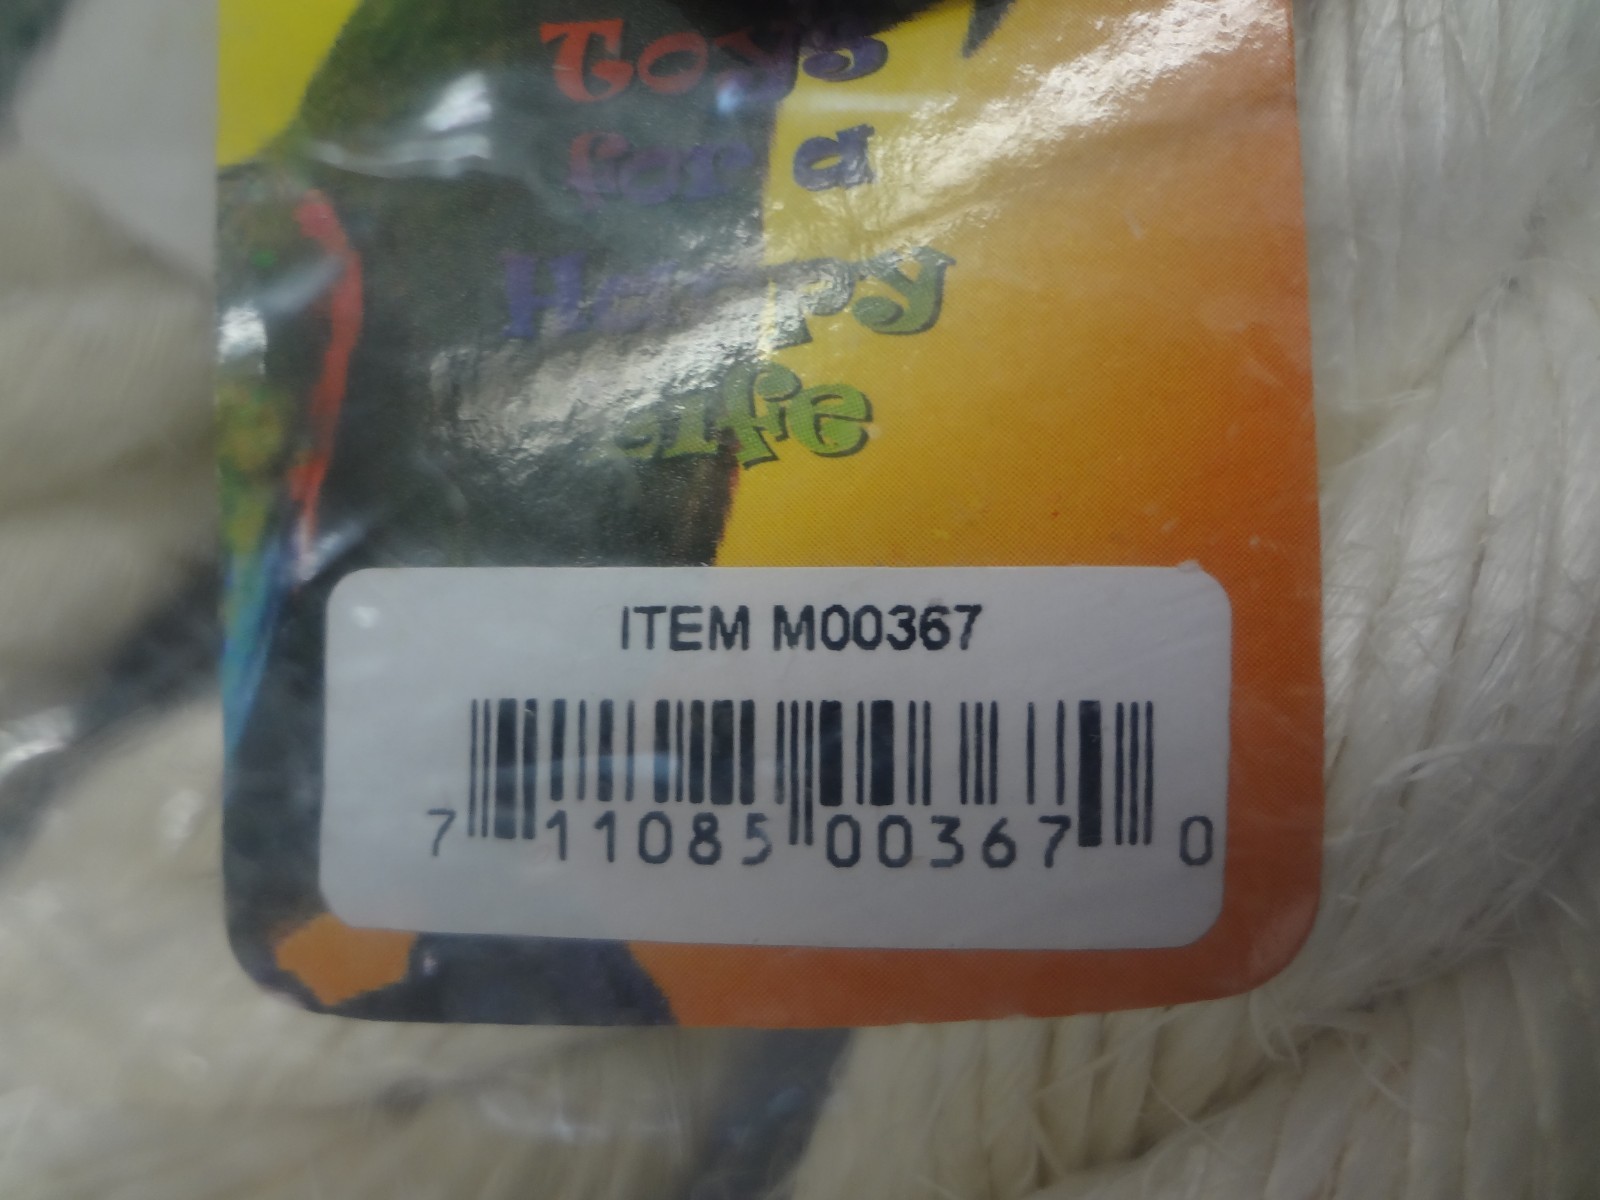 Toys
for a
Happy
Life
ITEM M00367
7 11085 00367 0